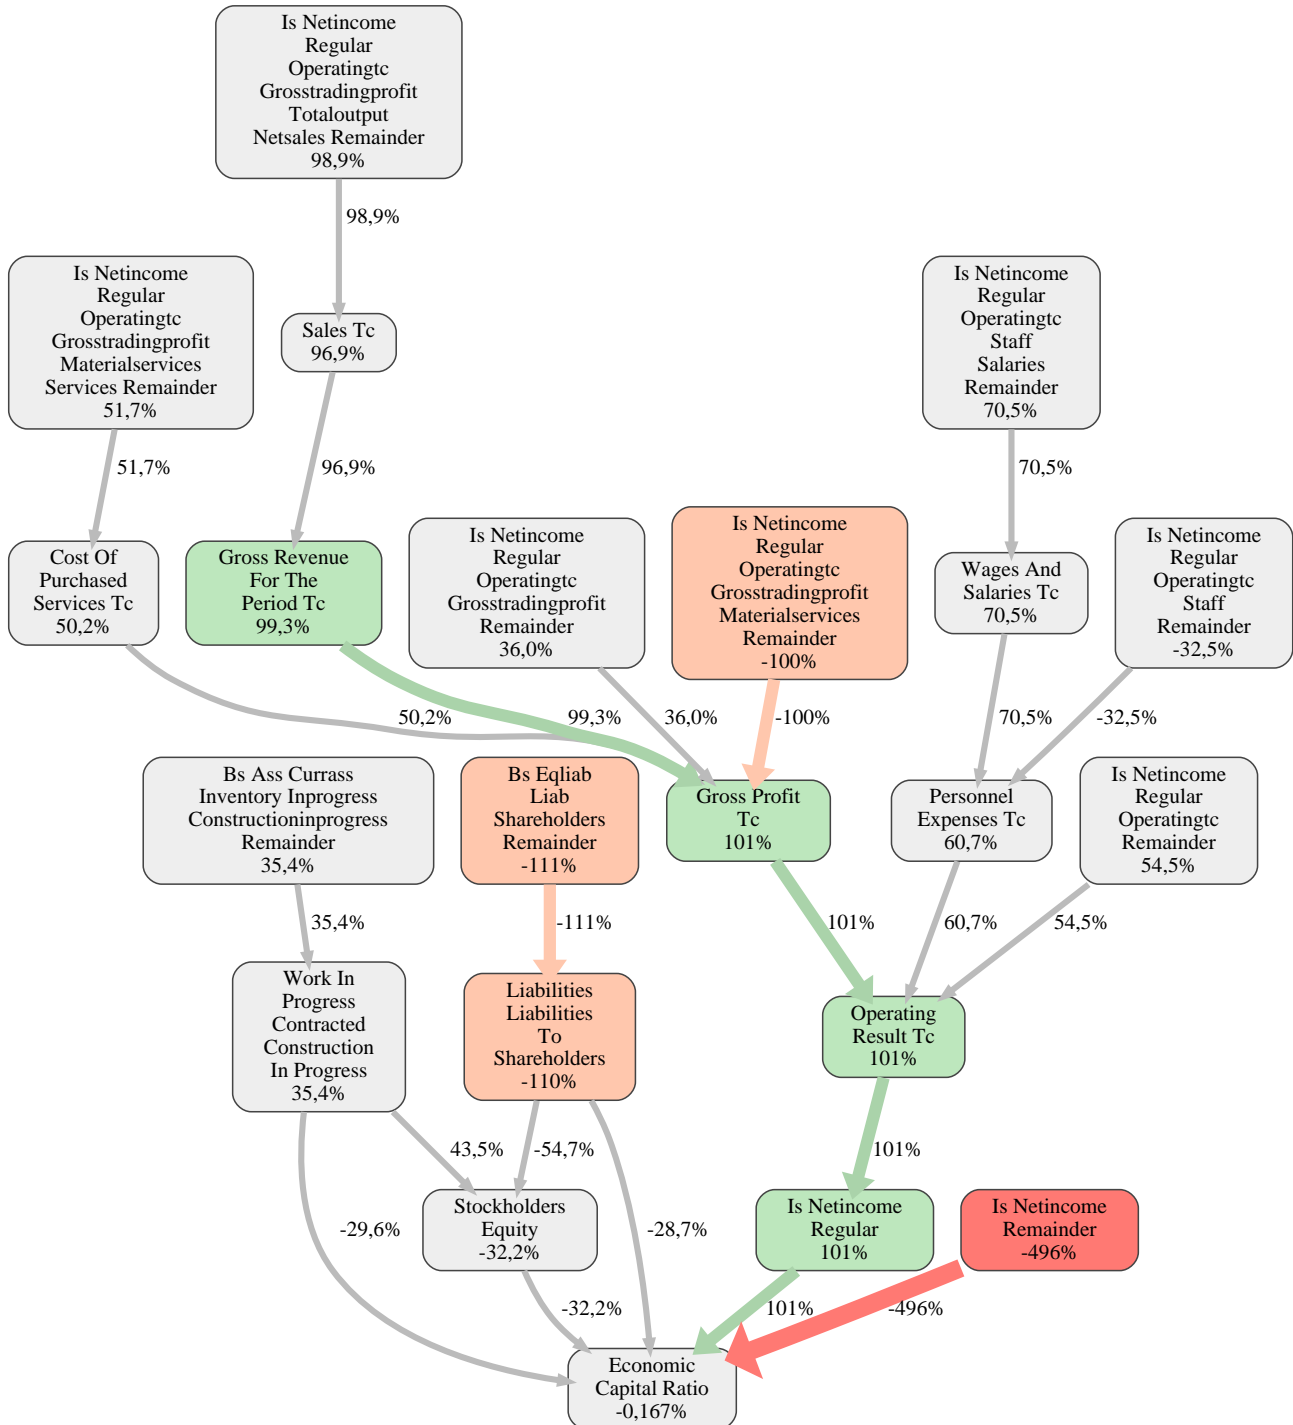 Is Netincome
Regular
Operatingtc
Grosstradingprofit
Totaloutput
Netsales Remainder
98,9%
98,9%
Is Netincome
Regular
Operatingtc
Grosstradingprofit
Materialservices
Services Remainder
51,7%
Sales Tc
96,9%
Is Netincome
Regular
Operatingtc
Staff
Salaries
Remainder
70,5%
51,7%
96,9%
70,5%
Cost Of
Purchased
Services Tc
50,2%
Gross Revenue
For The
Period Tc
99,3%
Is Netincome
Regular
Operatingtc
Grosstradingprofit
Remainder
36,0%
Is Netincome
Regular
Operatingtc
Grosstradingprofit
Materialservices
Remainder
-100%
Wages And
Salaries Tc
70,5%
Is Netincome
Regular
Operatingtc
Staff
Remainder
-32,5%
50,2%
99,3%
36,0%
-100%
70,5%
-32,5%
Bs Ass Currass
Inventory Inprogress
Constructioninprogress
Remainder
35,4%
Bs Eqliab
Liab
Shareholders
Remainder
-111%
Gross Profit
Tc
101%
Personnel
Expenses Tc
60,7%
Is Netincome
Regular
Operatingtc
Remainder
54,5%
35,4%
-111%
101%
60,7%
54,5%
Work In
Progress
Contracted
Construction
In Progress
35,4%
Liabilities
Liabilities
To
Shareholders
-110%
Operating
Result Tc
101%
43,5%
-54,7%
101%
-29,6%
Stockholders
Equity
-32,2%
-28,7%
Is Netincome
Regular
101%
Is Netincome
Remainder
-496%
-32,2%
101%
-496%
Economic
Capital Ratio
-0,167%